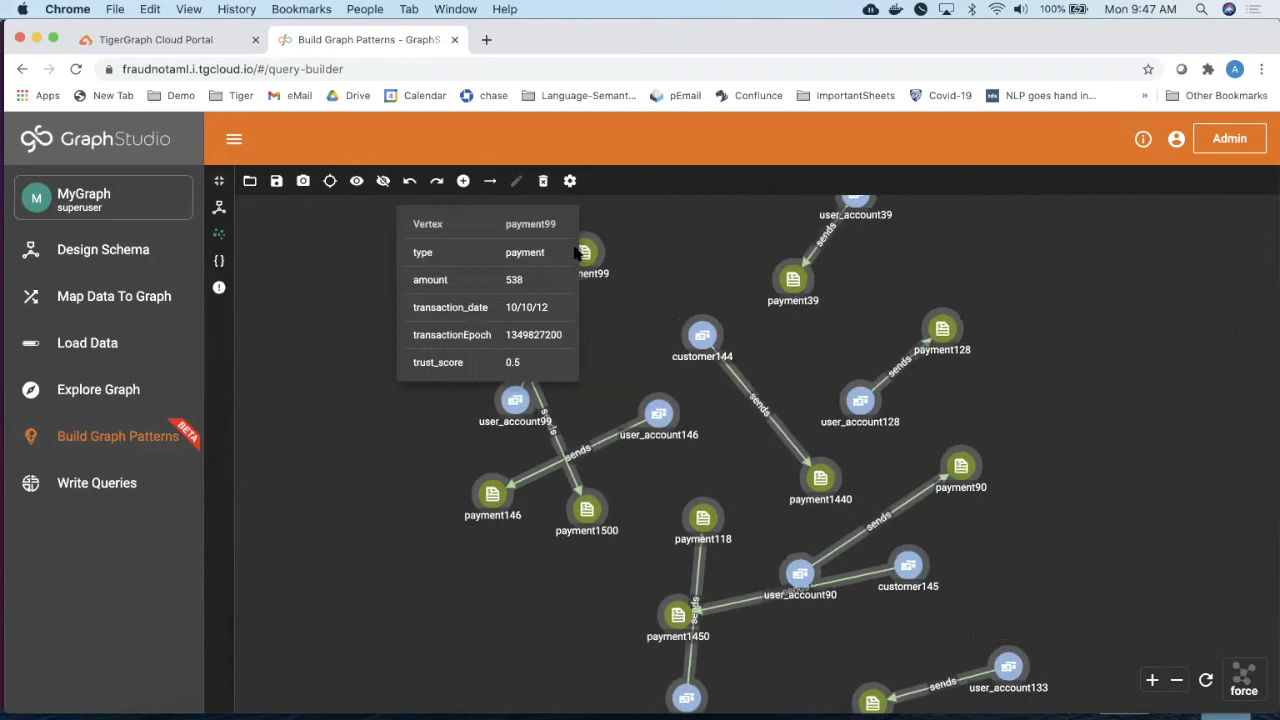 Chrome File Edit View History Bookmarks People Tab Window Help 100% Mon 9:47 AM
TigerGraph Cloud Portal
Build Graph Patterns - GraphS
fraudnotaml.i.tgcloud.io/#/query-builder
A
Apps New Tab Demo Tiger eMail Drive Calendar chase Language-Semant... pEmail Confluence ImportantSheets Covid-19 NLP goes hand in... » Other Bookmarks
GraphStudio
Admin
M
MyGraph
superuser
Design Schema
Map Data To Graph
Load Data
Explore Graph
Build Graph Patterns
BETA
Write Queries
Vertex payment99
type payment
amount 538
transaction_date 10/10/12
transactionEpoch 1349827200
trust_score 0.5
user_account39
sends
ment99
payment39
customer144
payment128
sends
sends
user_account99
user_account146
user_account128
sends
payment146
payment1500
payment1440
payment90
payment118
sends
user_account90
customer145
sends
payment1450
sends
user_account133
force